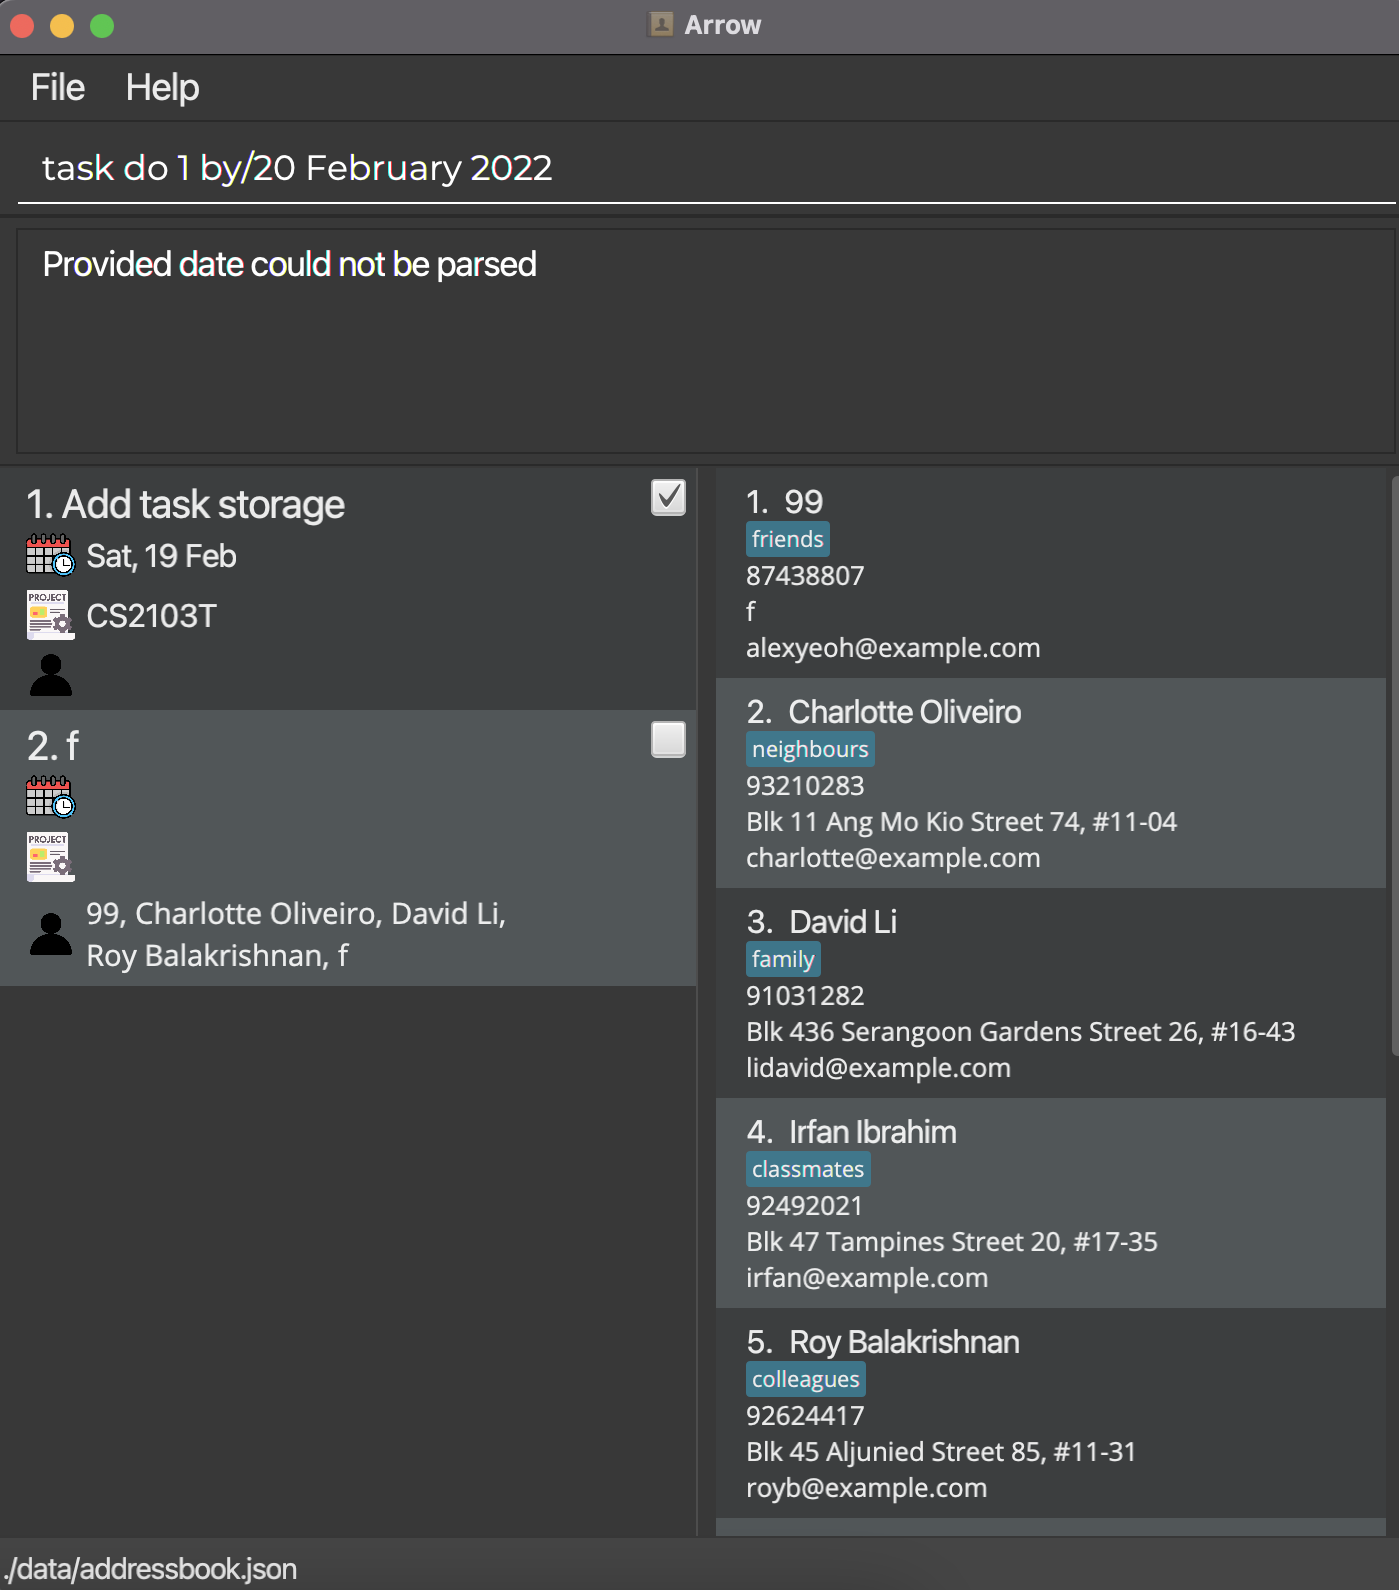 Arrow
File Help
task do 1 by/20 February 2022
Provided date could not be parsed
1. Add task storage
Sat, 19 Feb
PROJECT
CS2103T
2. f
PROJECT
99, Charlotte Oliveiro, David Li,
Roy Balakrishnan, f
1. 99
friends
87438807
f
alexyeoh@example.com
2. Charlotte Oliveiro
neighbours
93210283
Blk 11 Ang Mo Kio Street 74, #11-04
charlotte@example.com
3. David Li
family
91031282
Blk 436 Serangoon Gardens Street 26, #16-43
lidavid@example.com
4. Irfan Ibrahim
classmates
92492021
Blk 47 Tampines Street 20, #17-35
irfan@example.com
5. Roy Balakrishnan
colleagues
92624417
Blk 45 Aljunied Street 85, #11-31
royb@example.com
./data/addressbook.json